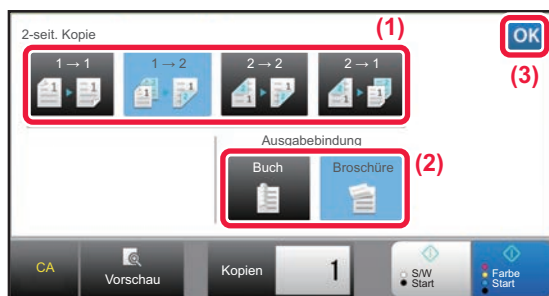 2-seit. Kopie
(1)
OK
(3)
1 → 1
1 → 2
2 → 2
2 → 1
Ausgabebindung
Buch
Broschüre
(2)
CA
Vorschau
Kopien
1
S/W
Start
Farbe
Start